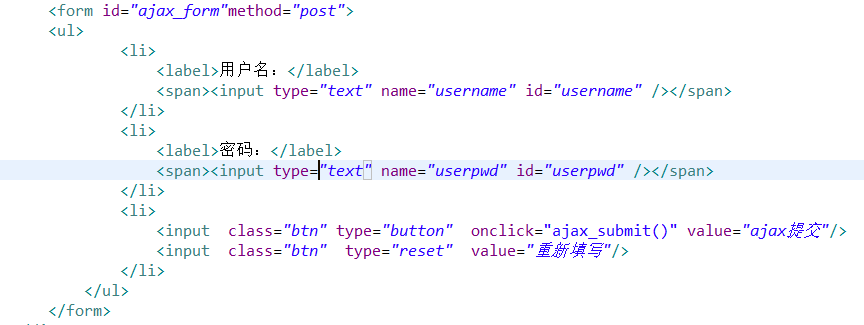 <form id="ajax_form"method="post">
<ul>
<li>
<label>用户名：</label>
<span><input type="text" name="username" id="username" /></span>
</li>
<li>
<label>密码：</label>
<span><input type="text" name="userpwd" id="userpwd" /></span>
</li>
<li>
<input  class="btn" type="button"  onclick="ajax_submit()" value="ajax提交"/>
<input  class="btn"  type="reset"  value="重新填写"/>
</li>
</ul>
</form>